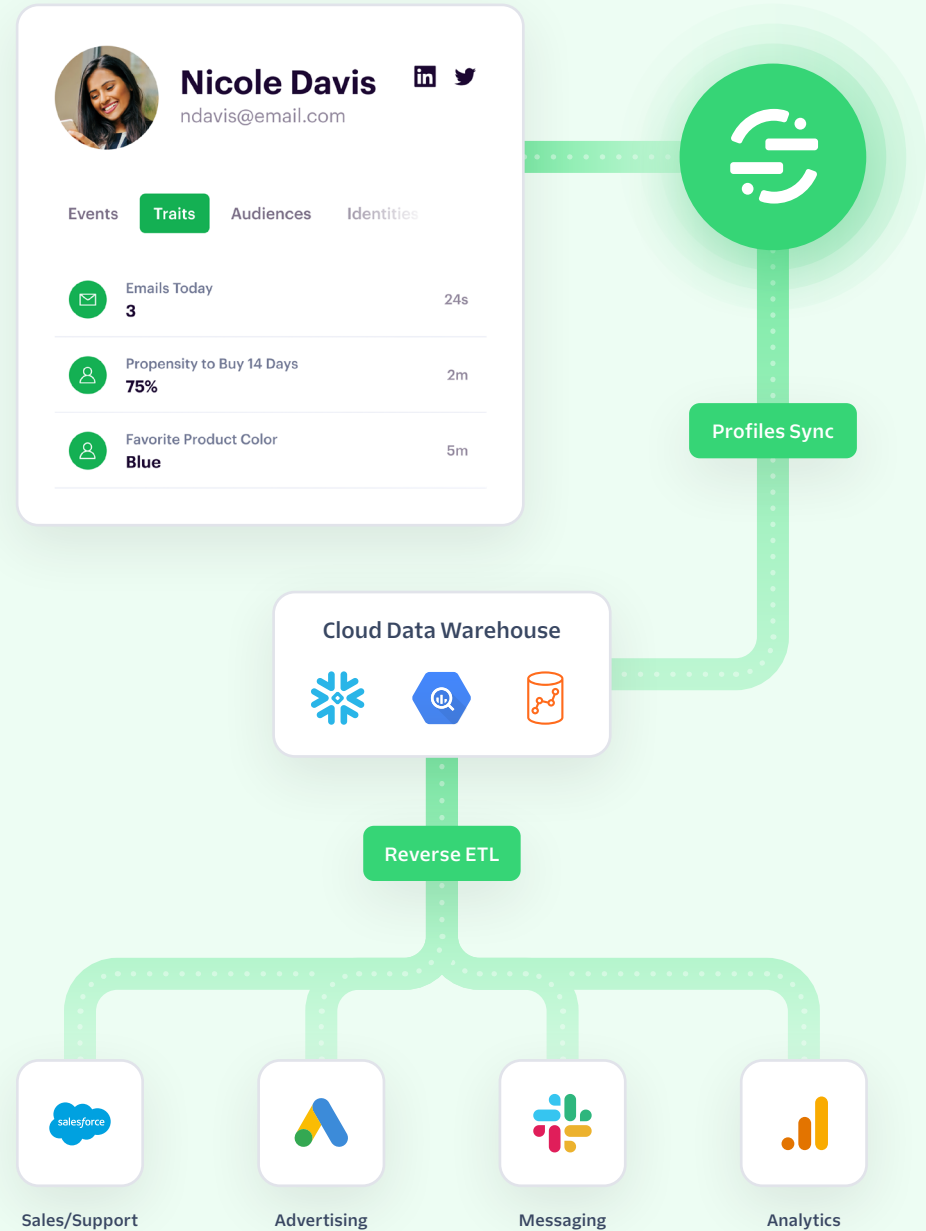 Nicole Davis
in
ndavis@email.com
Events Traits Audiences Identities
Emails Today
3
24s
Propensity to Buy 14 Days
75%
2m
Favorite Product Color
Blue
5m
Profiles Sync
Cloud Data Warehouse
Reverse ETL
salesforce
Sales/Support Advertising Messaging Analytics